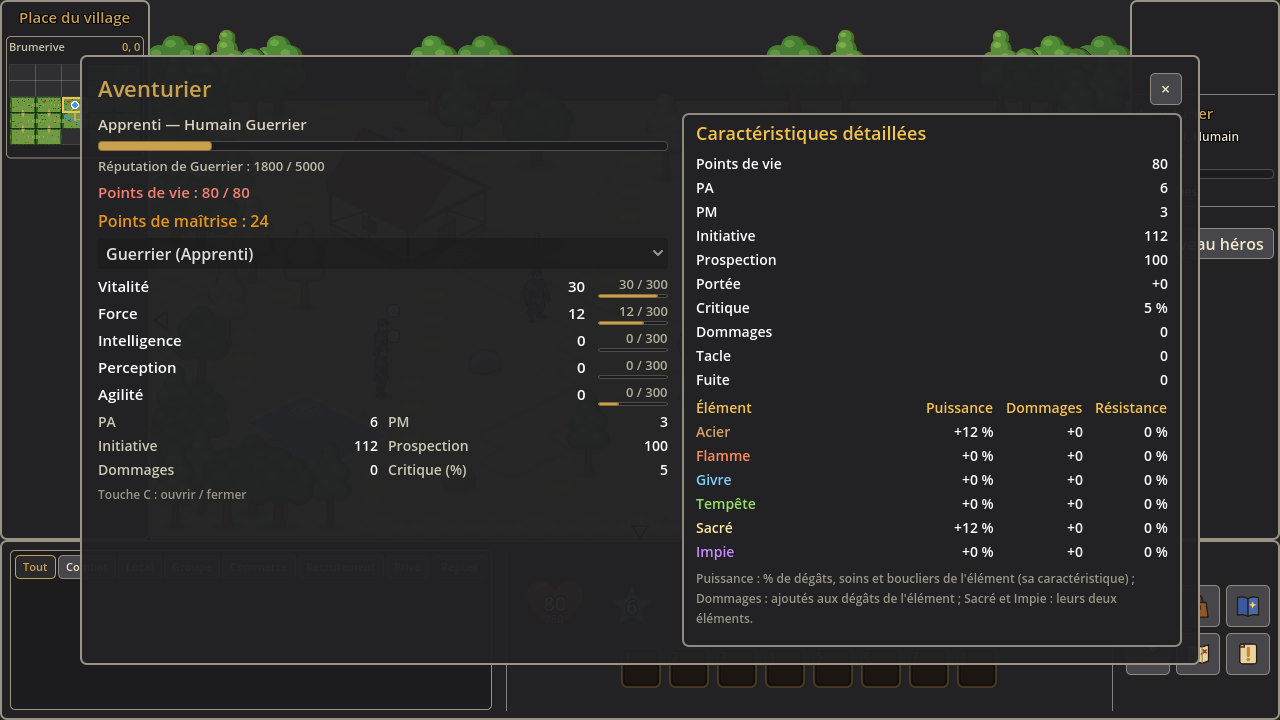 Place du village
Brumerive 0, 0
Aventurier
×
Apprenti — Humain Guerrier
Réputation de Guerrier : 1800 / 5000
Points de vie : 80 / 80
Points de maîtrise : 24
Guerrier (Apprenti)
Vitalité 30 30 / 300
Force 12 12 / 300
Intelligence 0 0 / 300
Perception 0 0 / 300
Agilité 0 0 / 300
PA 6 PM 3
Initiative 112 Prospection 100
Dommages 0 Critique (%) 5
Touche C : ouvrir / fermer
Caractéristiques détaillées
Points de vie 80
PA 6
PM 3
Initiative 112
Prospection 100
Portée +0
Critique 5 %
Dommages 0
Tacle 0
Fuite 0
Élément Puissance Dommages Résistance
Acier +12 % +0 0 %
Flamme +0 % +0 0 %
Givre +0 % +0 0 %
Tempête +0 % +0 0 %
Sacré +12 % +0 0 %
Impie +0 % +0 0 %
Puissance : % de dégâts, soins et boucliers de l'élément (sa caractéristique) ;
Dommages : ajoutés aux dégâts de l'élément ; Sacré et Impie : leurs deux
éléments.
er
umain
au héros
Tout Co
80